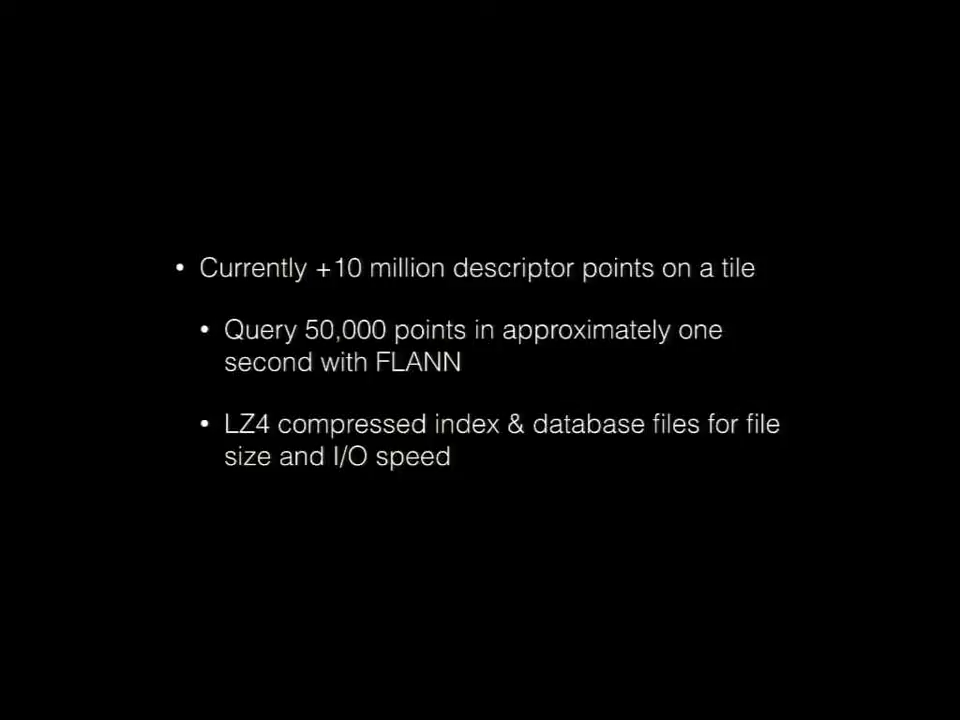 • Currently +10 million descriptor points on a tile
• Query 50,000 points in approximately one
second with FLANN
• LZ4 compressed index & database files for file
size and I/O speed